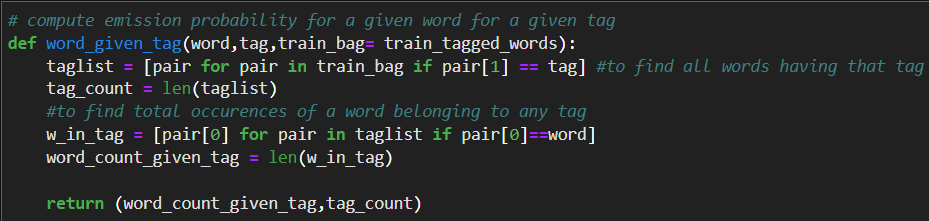 # compute emission probability for a given word for a given tag
def word_given_tag(word,tag,train_bag= train_tagged_words):
    taglist = [pair for pair in train_bag if pair[1] == tag] #to find all words having that tag
    tag_count = len(taglist)
    #to find total occurences of a word belonging to any tag
    w_in_tag = [pair[0] for pair in taglist if pair[0]==word]
    word_count_given_tag = len(w_in_tag)

    return (word_count_given_tag,tag_count)